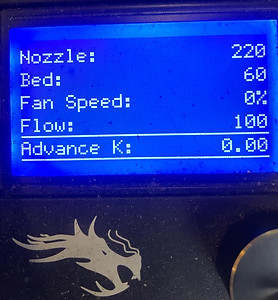 Nozzle: 220
Bed: 60
Fan Speed: 0%
Flow: 100
Advance K: 0.00